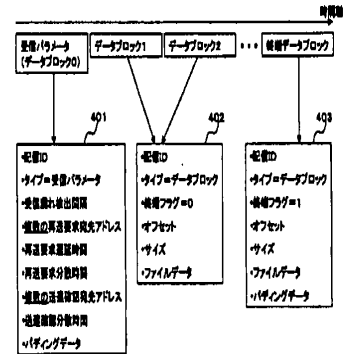 時間軸
受信パラメータ
(データブロック0)
データブロック1
データブロック2
・・・
終端データブロック
401
402
403
・配信ID
・タイプ=受信パラメータ
・受信漏れ検出間隔
・複数の再送要求宛先アドレス
・再送要求遅延時間
・再送要求分散時間
・複数の送達確認宛先アドレス
・送達確認分散時間
・パディングデータ
・配信ID
・タイプ=データブロック
・終端フラグ=0
・オフセット
・サイズ
・ファイルデータ
・配信ID
・タイプ=データブロック
・終端フラグ=1
・オフセット
・サイズ
・ファイルデータ
・パディングデータ